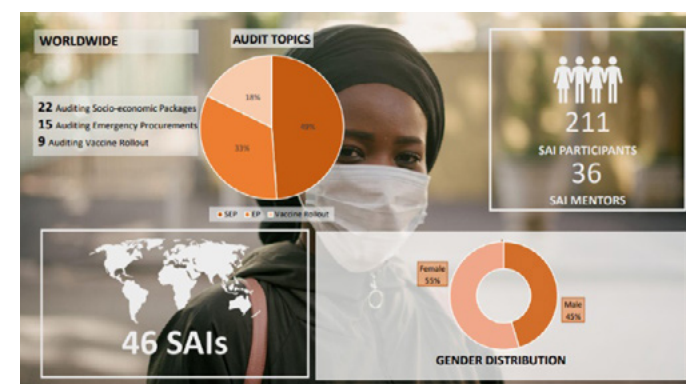 WORLDWIDE
AUDIT TOPICS
22 Auditing Socio-economic Packages
15 Auditing Emergency Procurements
9 Auditing Vaccine Rollout
18%
49%
33%
SEP EP Vaccine Rollout
211
SAI PARTICIPANTS
36
SAI MENTORS
46 SAIs
Female
55%
Male
45%
GENDER DISTRIBUTION